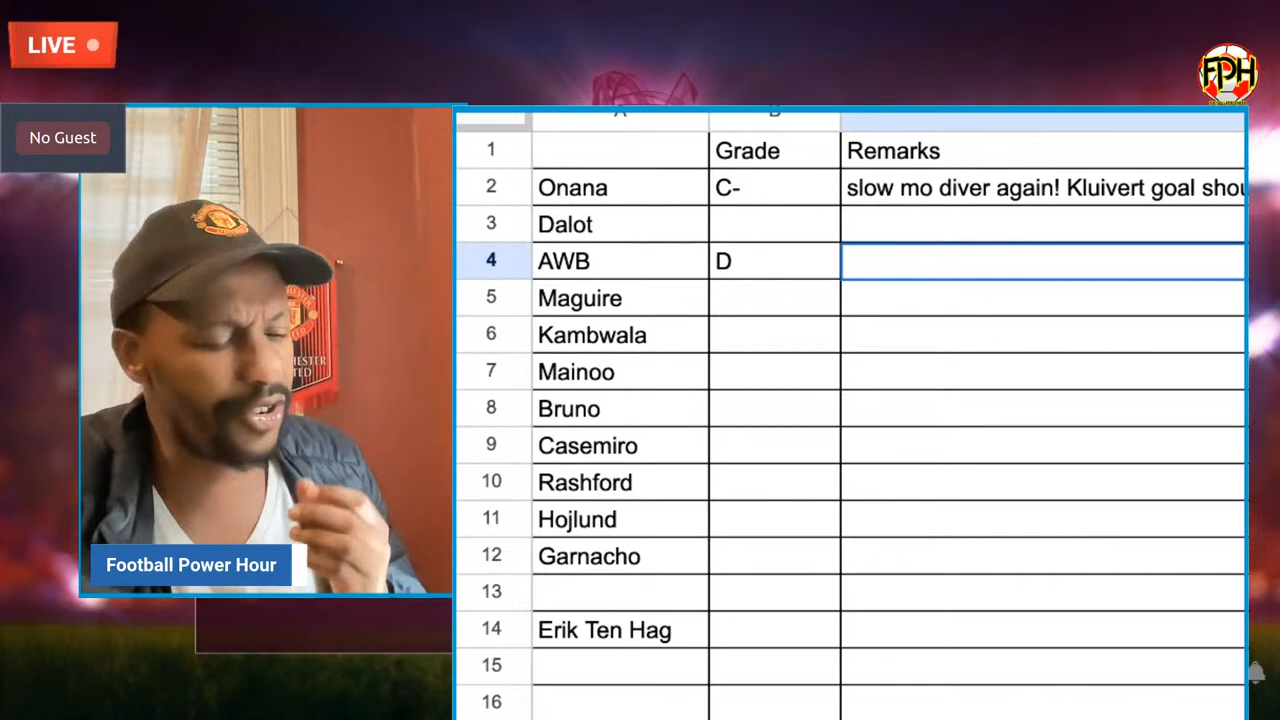 LIVE
FPH
No Guest
A B
1 Grade Remarks
2 Onana C- slow mo diver again! Kluivert goal shou
3 Dalot
4 AWB D
5 Maguire
6 Kambwala
7 Mainoo
8 Bruno
9 Casemiro
10 Rashford
11 Hojlund
12 Garnacho
13
14 Erik Ten Hag
15
16
Football Power Hour